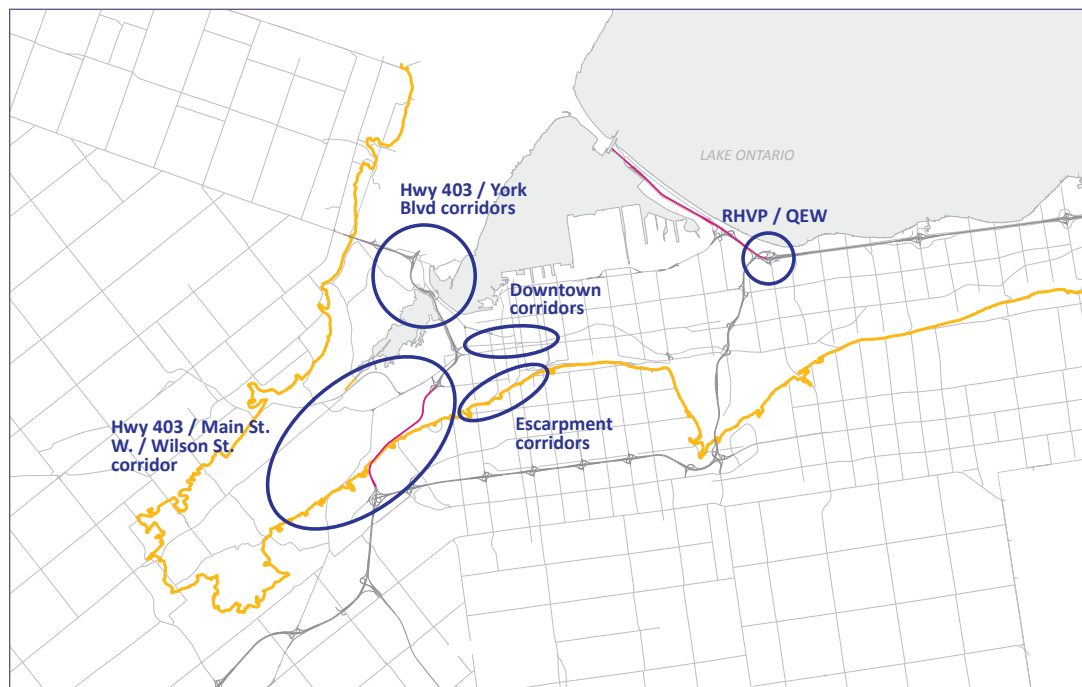 LAKE ONTARIO
Hwy 403 / York
Blvd corridors
RHVP / QEW
Downtown
corridors
Hwy 403 / Main St.
W. / Wilson St.
corridor
Escarpment
corridors